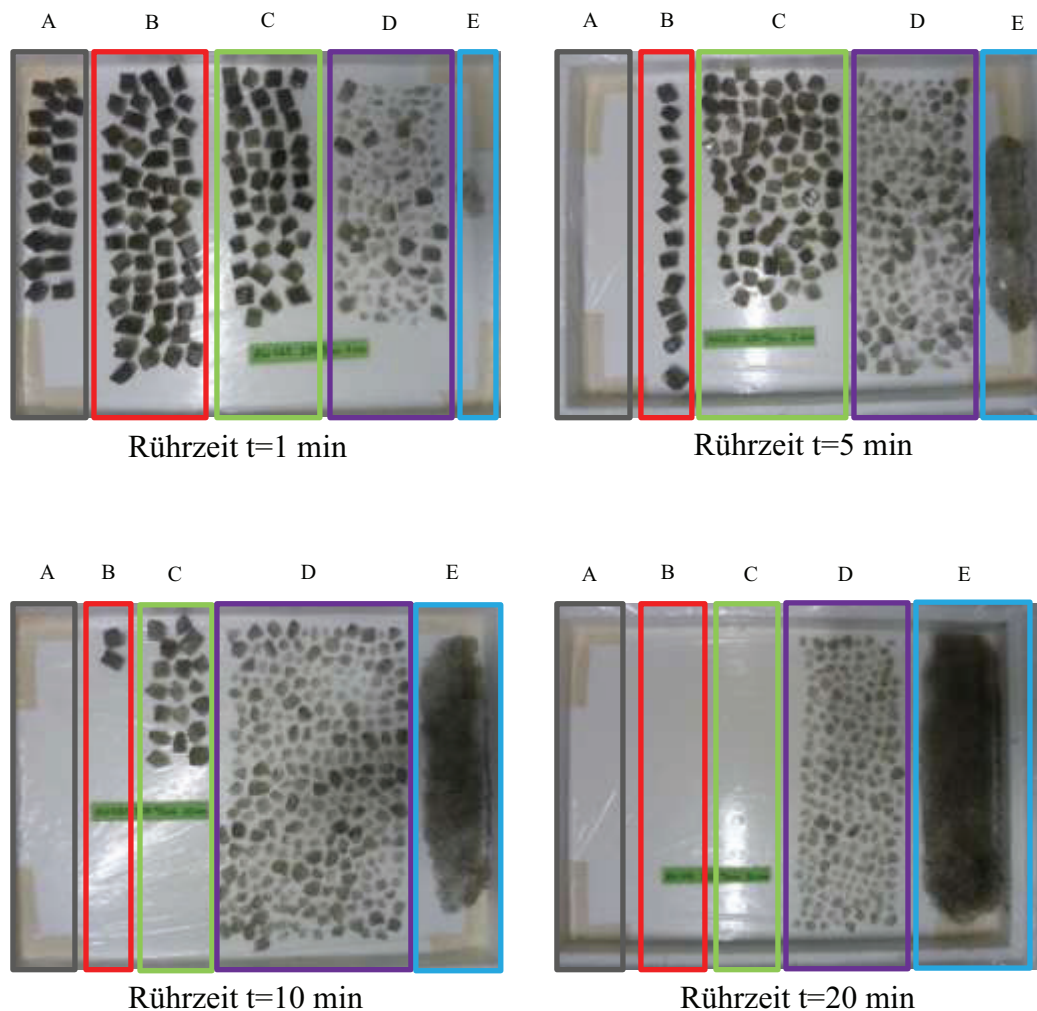 A B C D E
A B C D E
Rührzeit t=1 min
Rührzeit t=5 min
A B C D E
A B C D E
Rührzeit t=10 min
Rührzeit t=20 min